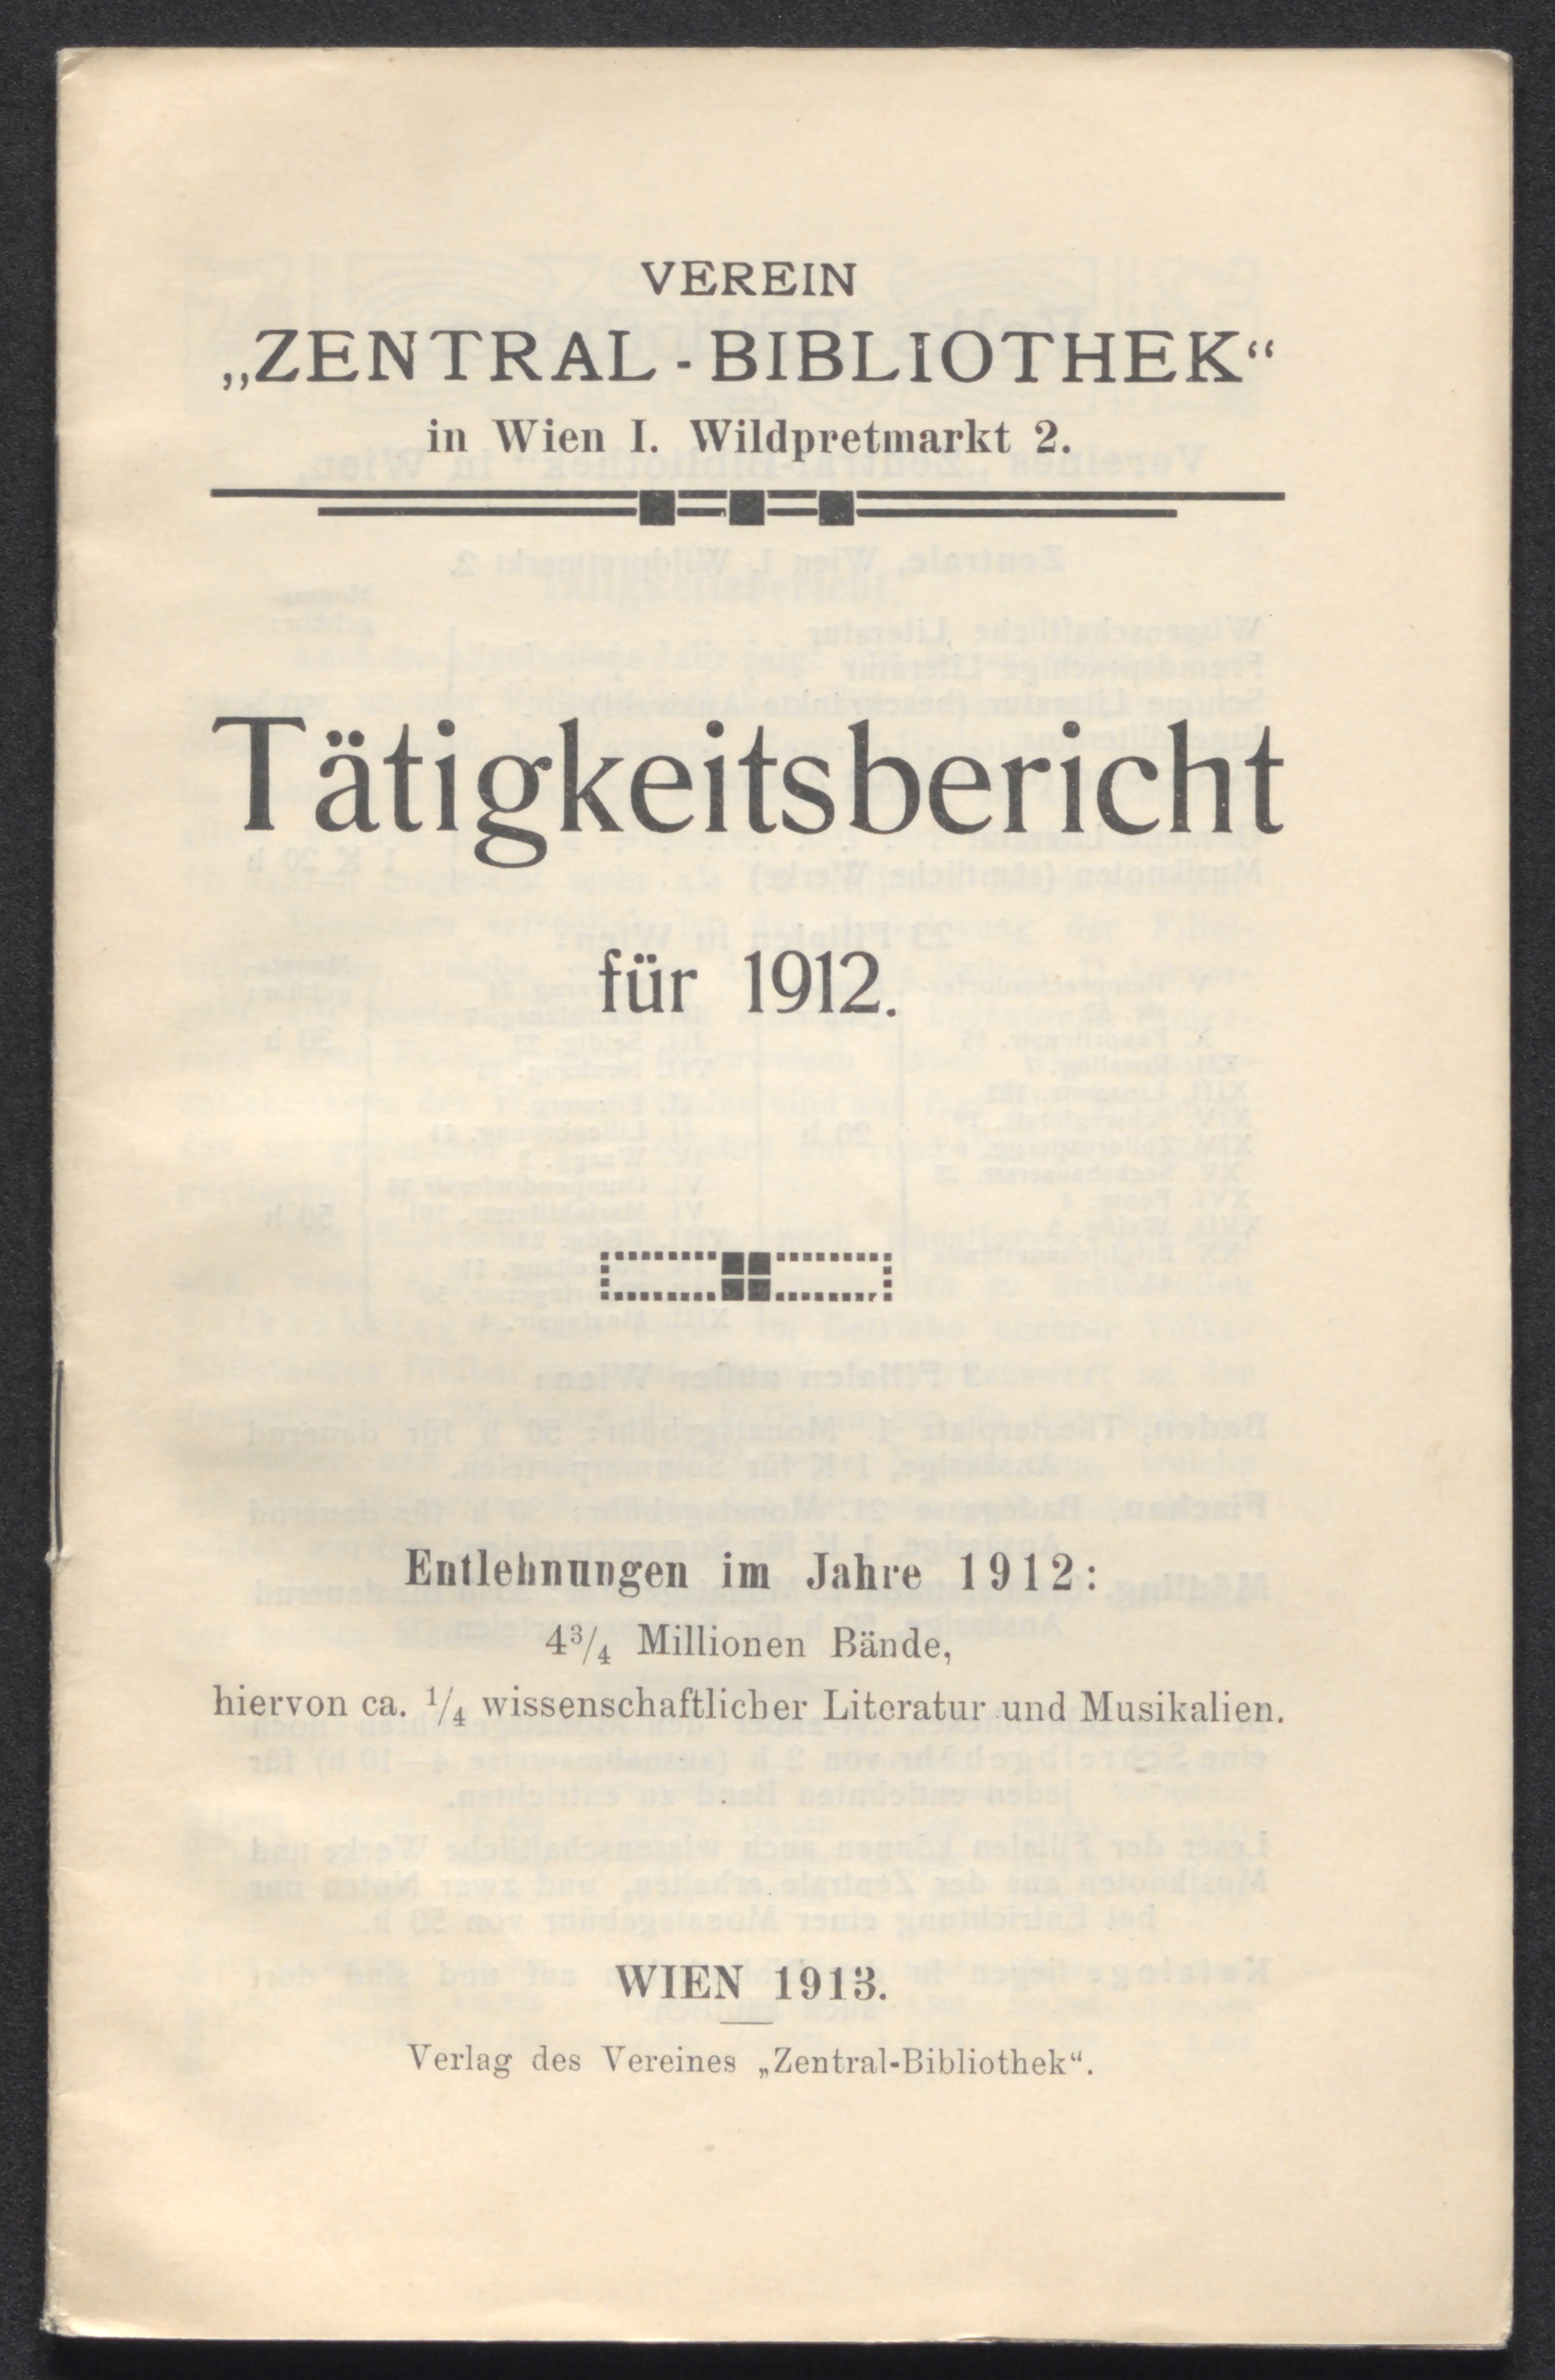 VEREIN
„ZENTRAL-BIBLIOTHEK“
in Wien I. Wildpretmarkt 2.
Tätigkeitsbericht
für 1912.
Entlehnungen im Jahre 1912:
4³/₄ Millionen Bände,
hiervon ca. ¹/₄ wissenschaftlicher Literatur und Musikalien.
WIEN 1913.
Verlag des Vereines „Zentral-Bibliothek“.